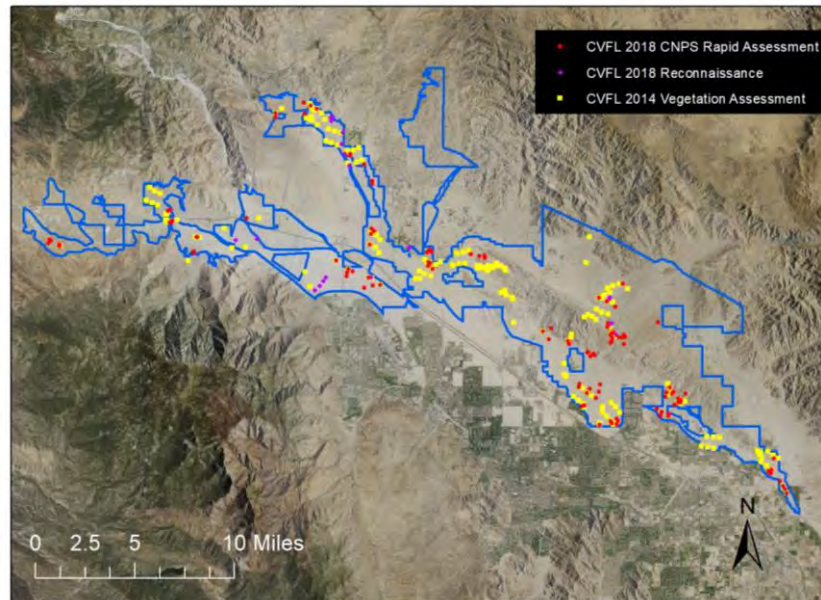 CVFL 2018 CNPS Rapid Assessment
CVFL 2018 Reconnaissance
CVFL 2014 Vegetation Assessment
N
0 2.5 5 10 Miles